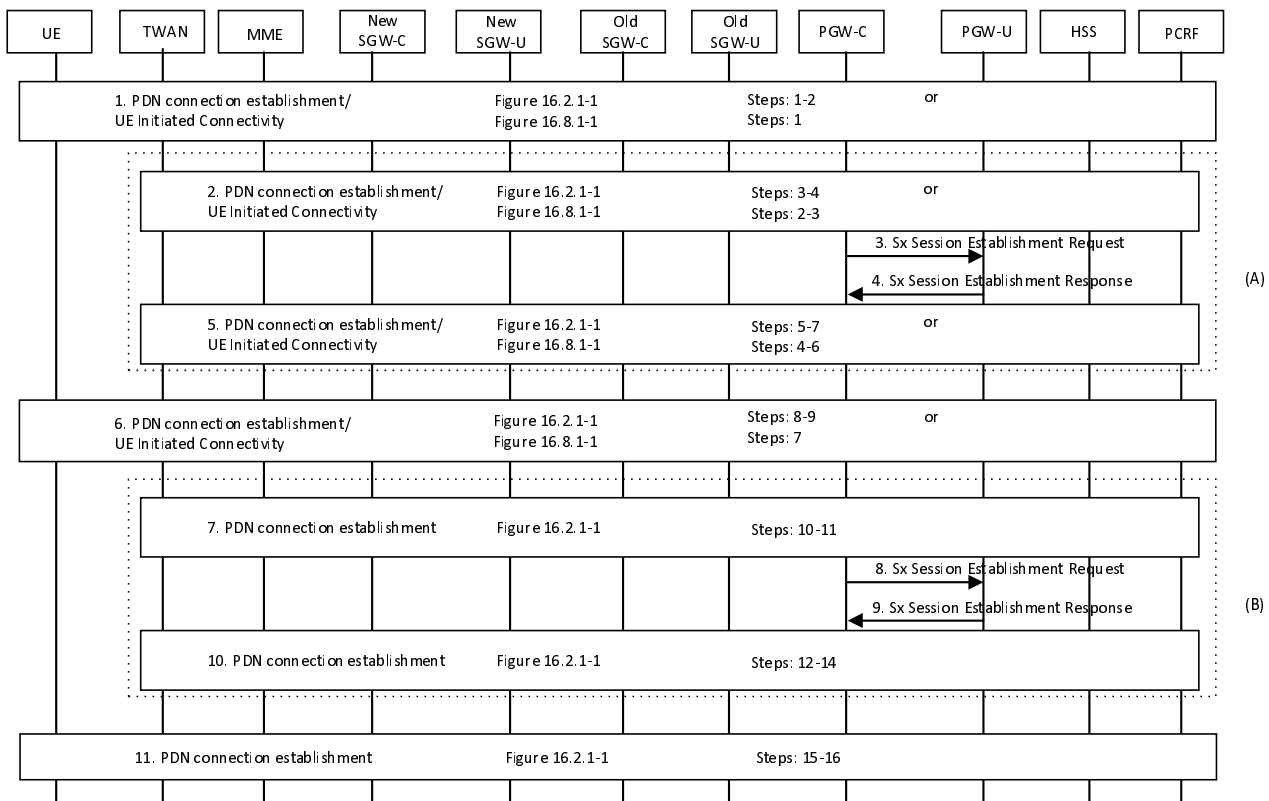 UE
TWAN
MME
New
SGW-C
New
SGW-U
Old
SGW-C
Old
SGW-U
PGW-C
PGW-U
HSS
PCRF
1. PDN connection establishment/ Figure 16.2.1-1 Steps: 1-2 or
UE Initiated Connectivity Figure 16.8.1-1 Steps: 1
2. PDN connection establishment/ Figure 16.2.1-1 Steps: 3-4 or
UE Initiated Connectivity Figure 16.8.1-1 Steps: 2-3
3. Sx Session Establishment Request
(A)
4. Sx Session Establishment Response
5. PDN connection establishment/ Figure 16.2.1-1 Steps: 5-7 or
UE Initiated Connectivity Figure 16.8.1-1 Steps: 4-6
6. PDN connection establishment/ Figure 16.2.1-1 Steps: 8-9 or
UE Initiated Connectivity Figure 16.8.1-1 Steps: 7
7. PDN connection establishment Figure 16.2.1-1 Steps: 10-11
8. Sx Session Establishment Request
(B)
9. Sx Session Establishment Response
10. PDN connection establishment Figure 16.2.1-1 Steps: 12-14
11. PDN connection establishment Figure 16.2.1-1 Steps: 15-16